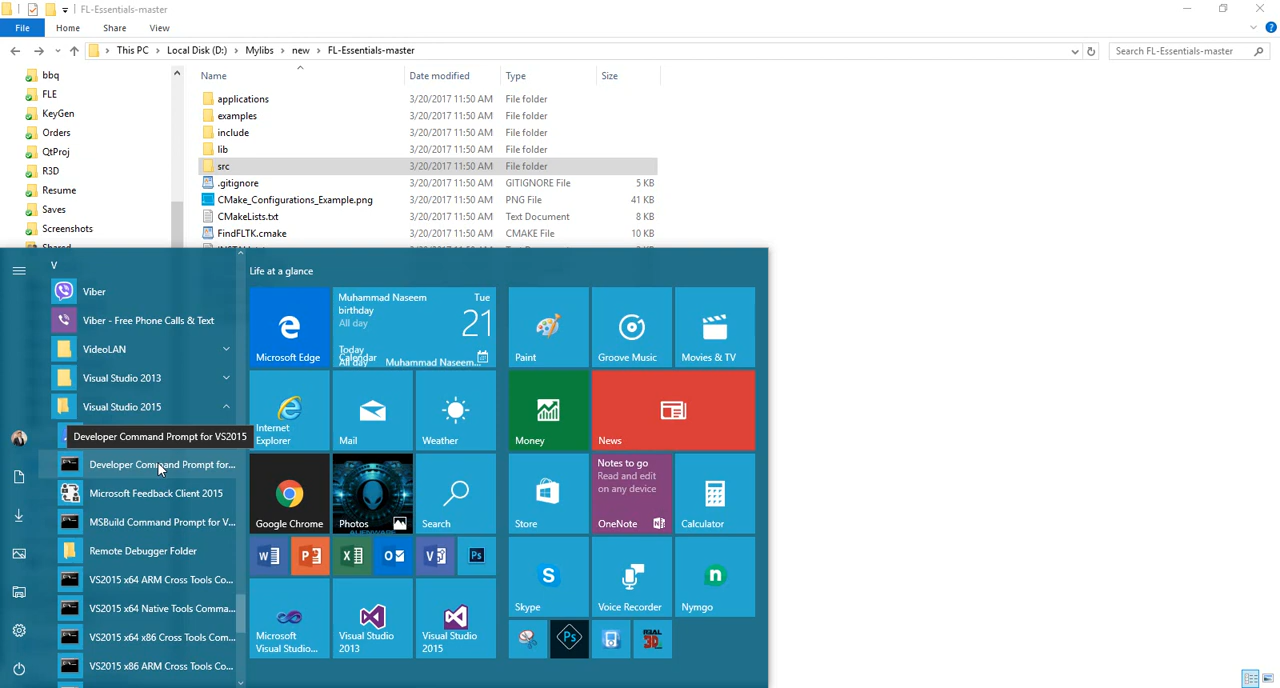 FL-Essentials-master
File Home Share View
This PC Local Disk (D:) Mylibs new FL-Essentials-master
Search FL-Essentials-master
Name Date modified Type Size
bbq
FLE
KeyGen
Orders
QtProj
R3D
Resume
Saves
Screenshots
applications 3/20/2017 11:50 AM File folder
examples 3/20/2017 11:50 AM File folder
include 3/20/2017 11:50 AM File folder
lib 3/20/2017 11:50 AM File folder
src 3/20/2017 11:50 AM File folder
.gitignore 3/20/2017 11:50 AM GITIGNORE File 5 KB
CMake_Configurations_Example.png 3/20/2017 11:50 AM PNG File 41 KB
CMakeLists.txt 3/20/2017 11:50 AM Text Document 8 KB
FindFLTK.cmake 3/20/2017 11:50 AM CMAKE File 10 KB
V
Viber
Viber - Free Phone Calls & Text
VideoLAN
Visual Studio 2013
Visual Studio 2015
Developer Command Prompt for VS2015
Developer Command Prompt for...
Microsoft Feedback Client 2015
MSBuild Command Prompt for V...
Remote Debugger Folder
VS2015 x64 ARM Cross Tools Co...
VS2015 x64 Native Tools Comma...
VS2015 x64 x86 Cross Tools Com...
VS2015 x86 ARM Cross Tools Co...
Life at a glance
Microsoft Edge
Muhammad Naseem birthday
All day
Tue
21
Today
All day Muhammad Naseem...
Calendar
Paint
Groove Music
Movies & TV
Internet Explorer
Mail
Weather
Money
News
Google Chrome
Photos
Search
Store
Notes to go
Read and edit
on any device
OneNote
Calculator
Skype
Voice Recorder
Nymgo
Microsoft Visual Studio...
Visual Studio 2013
Visual Studio 2015